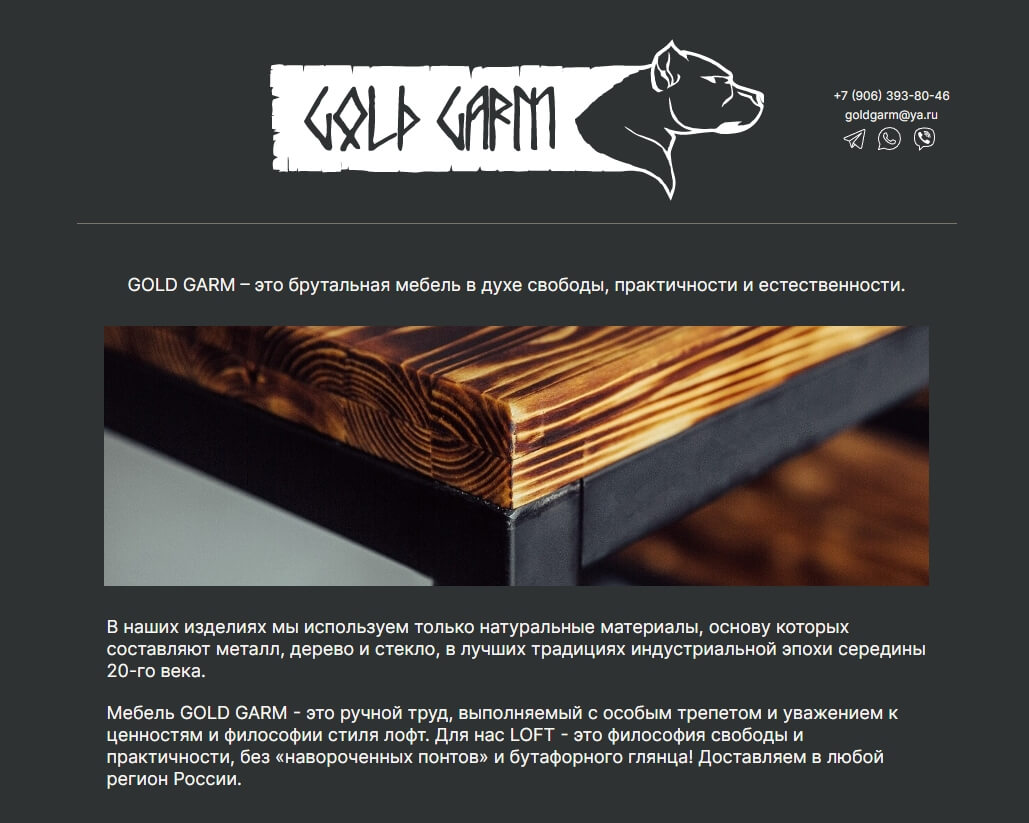 GOLD GARM
+7 (906) 393-80-46
goldgarm@ya.ru
GOLD GARM – это брутальная мебель в духе свободы, практичности и естественности.
В наших изделиях мы используем только натуральные материалы, основу которых
составляют металл, дерево и стекло, в лучших традициях индустриальной эпохи середины
20-го века.
Мебель GOLD GARM - это ручной труд, выполняемый с особым трепетом и уважением к
ценностям и философии стиля лофт. Для нас LOFT - это философия свободы и
практичности, без «навороченных понтов» и бутафорного глянца! Доставляем в любой
регион России.